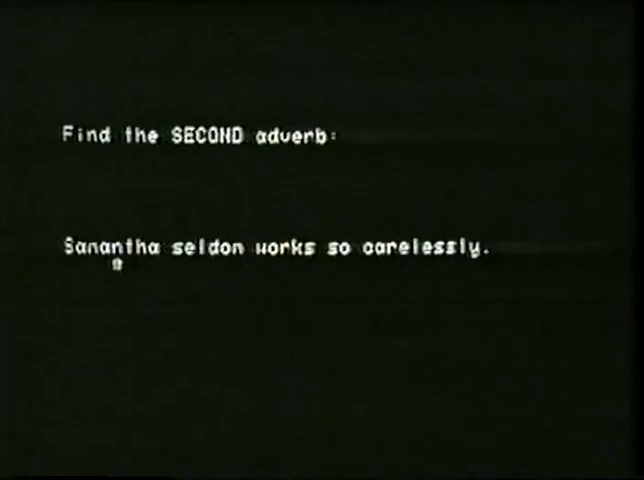 Find the SECOND adverb:
Samantha seldom works so carelessly.